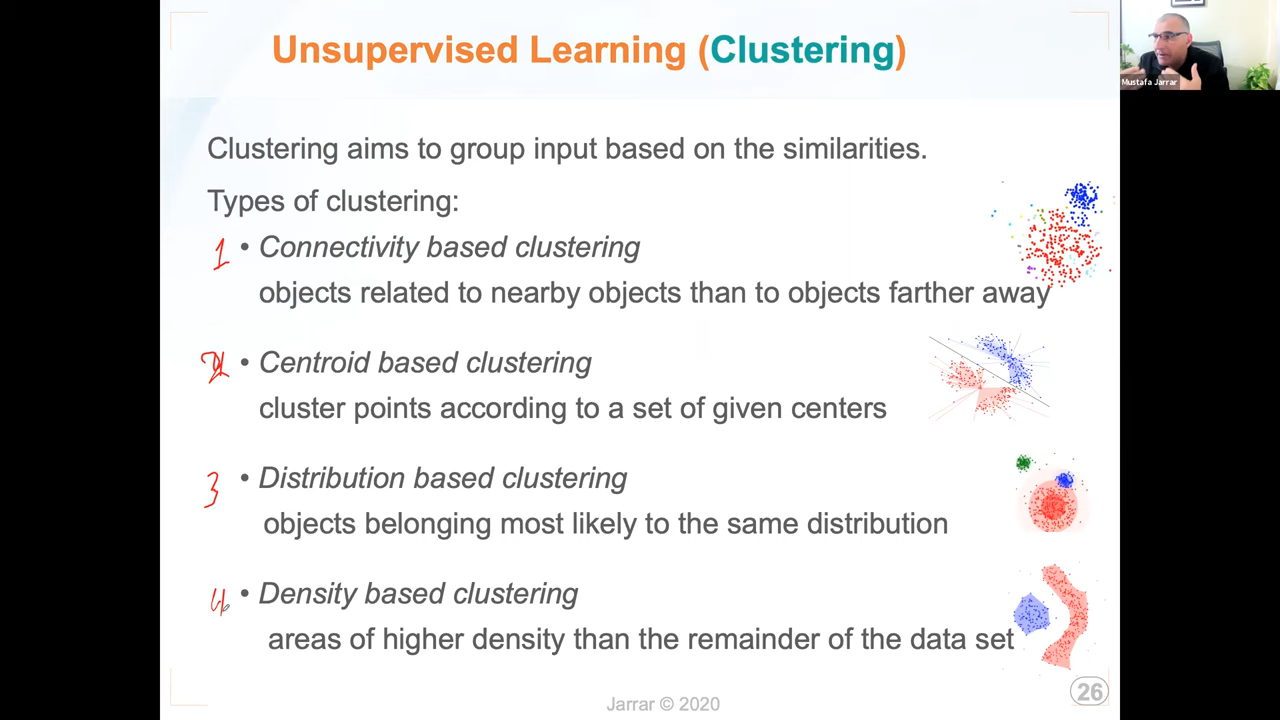 Unsupervised Learning (Clustering)
Mustafa Jarrar
Clustering aims to group input based on the similarities.
Types of clustering:
1 • Connectivity based clustering
objects related to nearby objects than to objects farther away
2 • Centroid based clustering
cluster points according to a set of given centers
3 • Distribution based clustering
objects belonging most likely to the same distribution
4 • Density based clustering
areas of higher density than the remainder of the data set
Jarrar © 2020
26